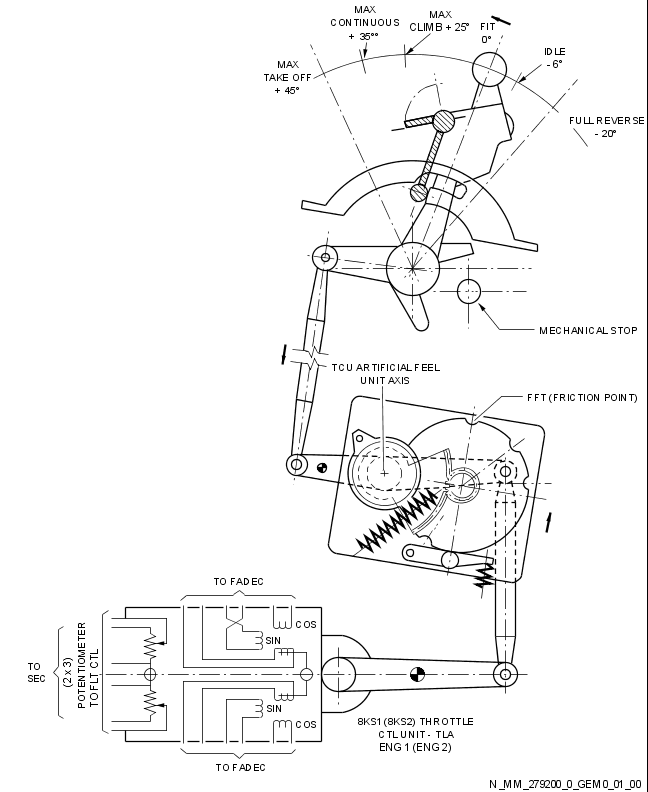 MAX
CONTINUOUS
+ 35°°
MAX
CLIMB + 25°
FIT
0°
IDLE
- 6°
MAX
TAKE OFF
+ 45°
FULL REVERSE
- 20°
MECHANICAL STOP
TCU ARTIFICIAL FEEL
UNIT AXIS
FFT (FRICTION POINT)
TO FADEC
COS
SIN
TO
SEC
(2 x 3)
POTENTIOMETER
TO FLT CTL
SIN
COS
TO FADEC
8KS1 (8KS2) THROTTLE
CTL UNIT - TLA
ENG 1 (ENG 2)
N_MM_279200_0_GEM0_01_00